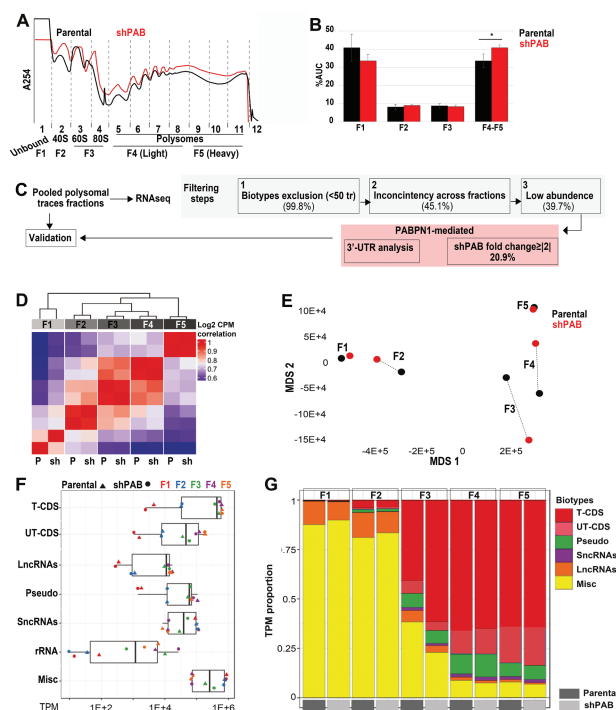 A
Parental
shPAB
A254
1 2 3 4 5 6 7 8 9 10 11 12
Unbound 40S 60S 80S Polysomes
F1 F2 F3 F4 (Light) F5 (Heavy)
B
Parental
shPAB
%AUC
50
40
30
20
10
0
*
F1 F2 F3 F4-F5
C
Pooled polysomal
traces fractions
RNAseq
Validation
Filtering
steps
1
Biotypes exclusion (<50 tr)
(99.8%)
2
Inconcintency across fractions
(45.1%)
3
Low abundence
(39.7%)
PABPN1-mediated
3'-UTR analysis
shPAB fold change≥|2|
20.9%
D
F1 F2 F3 F4 F5
Log2 CPM
correlation
1
0.9
0.8
0.7
0.6
P sh P sh P sh P sh P sh
E
Parental
shPAB
MDS 2
10E+4
5E+4
0
-5E+4
-10E+4
-15E+4
F1
F2
F3
F4
F5
-4E+5 -2E+5 0 2E+5
MDS 1
F
Parental shPAB F1 F2 F3 F4 F5
T-CDS
UT-CDS
LncRNAs
Pseudo
SncRNAs
rRNA
Misc
TPM
1E+2 1E+4 1E+6
G
F1 F2 F3 F4 F5
TPM proportion
1
0.75
0.5
0.25
0
Biotypes
T-CDS
UT-CDS
Pseudo
SncRNAs
LncRNAs
Misc
Parental
shPAB